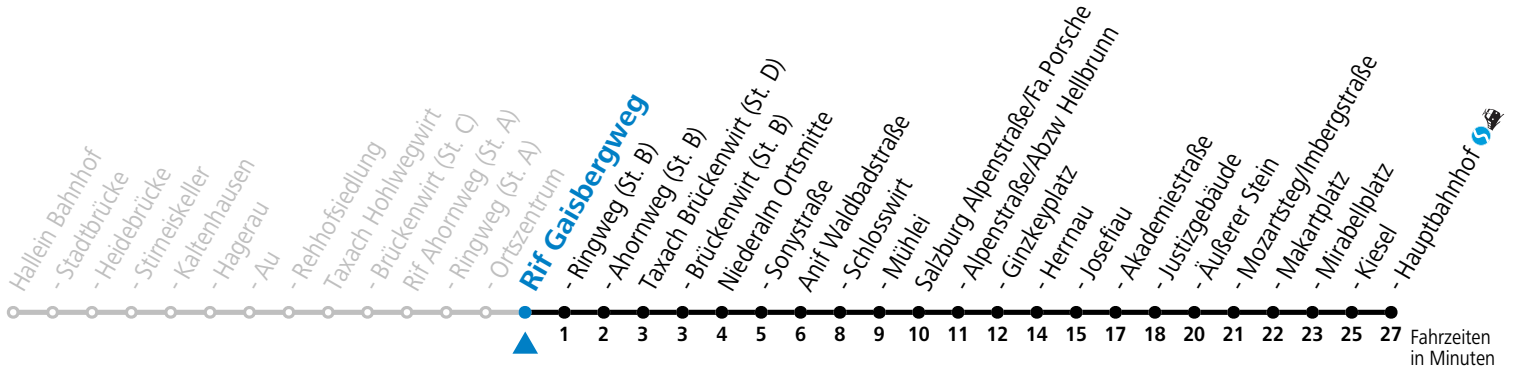 Hallein Bahnhof
- Stadtbrücke
- Heidebrücke
- Stirneiskeller
- Kaltenhausen
- Hagerau
- Au
- Rehhofsiedlung
Taxach Hohlwegwirt
- Brückenwirt (St. C)
Rif Ahornweg (St. A)
- Ringweg (St. A)
- Ortszentrum
Rif Gaisbergweg
- Ringweg (St. B)
- Ahornweg (St. B)
Taxach Brückenwirt (St. D)
- Brückenwirt (St. B)
Niederalm Ortsmitte
- Sonystraße
Anif Waldbadstraße
- Schlosswirt
- Mühlei
Salzburg Alpenstraße/Fa.Porsche
- Alpenstraße/Abzw Hellbrunn
- Ginzkeyplatz
- Herrnau
- Josefiau
- Akademiestraße
- Justizgebäude
- Äußerer Stein
- Mozartsteg/Imbergstraße
- Makartplatz
- Mirabellplatz
- Kiesel
- Hauptbahnhof
1 2 3 3 4 5 6 8 9 10 11 12 14 15 17 18 20 21 22 23 25 27 Fahrzeiten
in Minuten